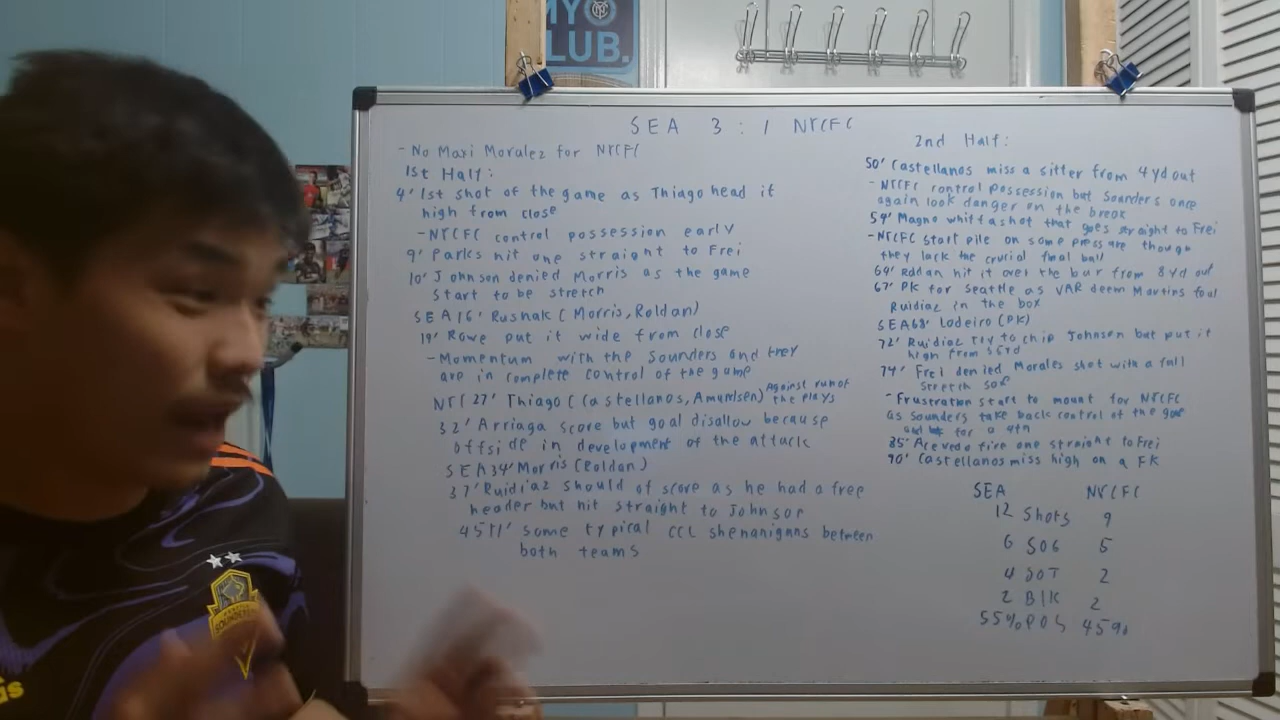 MY
CLUB.
SEA 3 : 1 NYCFC
- No Maxi Moralez for NYCFC
1st Half:
4' 1st shot of the game as Thiago head it
high from close
- NYCFC control possession early
9' Parks hit one straight to Frei
10' Johnson denied Morris as the game
start to be stretch
SEA 16' Rusnak (Morris, Roldan)
19' Rowe put it wide from close
- Momentum with the Sounders and they
are in complete control of the game
NYC 27' Thiago (Castellanos, Amundsen) Against run of
the plays
32' Arriaga score but goal disallow because
offside in development of the attack
SEA 34' Morris (Roldan)
37' Ruidiaz should of score as he had a free
header but hit straight to Johnson
45+1' some typical CCL shenanigans between
both teams
2nd Half:
50' Castellanos miss a sitter from 4yd out
- NYCFC control possession but Sounders once
again look danger on the break
59' Magno whiff a shot that goes straight to Frei
- NYCFC start pile on some pressure though
they lack the crucial final ball
64' Roldan hit it over the bar from 8yd out
67' PK for Seattle as VAR deem Martins foul
Ruidiaz in the box
SEA 68' Lodeiro (PK)
72' Ruidiaz try to chip Johnson but put it
high from
74' Frei denied Morales shot with a full
stretch save
- Frustration start to mount for NYCFC
as Sounders take back control of the game
for a 4th
85' Acevedo fire one straight to Frei
90' Castellanos miss high on a FK
SEA NYCFC
12 Shots 9
6 SOG 5
4 SOT 2
2 Blk 2
55% POS 45%
SOUNDERS